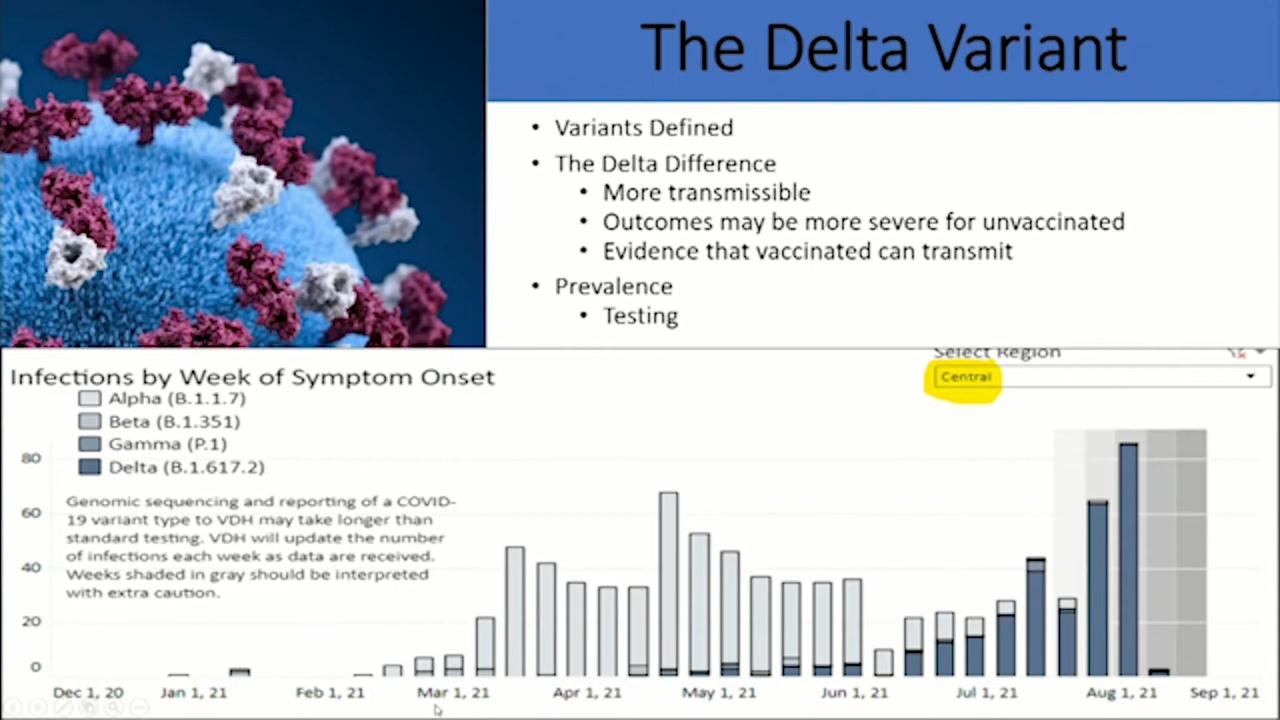 The Delta Variant
• Variants Defined
• The Delta Difference
• More transmissible
• Outcomes may be more severe for unvaccinated
• Evidence that vaccinated can transmit
• Prevalence
• Testing
Select Region
Central
Infections by Week of Symptom Onset
Alpha (B.1.1.7)
Beta (B.1.351)
Gamma (P.1)
Delta (B.1.617.2)
Genomic sequencing and reporting of a COVID-
19 variant type to VDH may take longer than
standard testing. VDH will update the number
of infections each week as data are received.
Weeks shaded in gray should be interpreted
with extra caution.
80
60
40
20
0
Dec 1, 20 Jan 1, 21 Feb 1, 21 Mar 1, 21 Apr 1, 21 May 1, 21 Jun 1, 21 Jul 1, 21 Aug 1, 21 Sep 1, 21